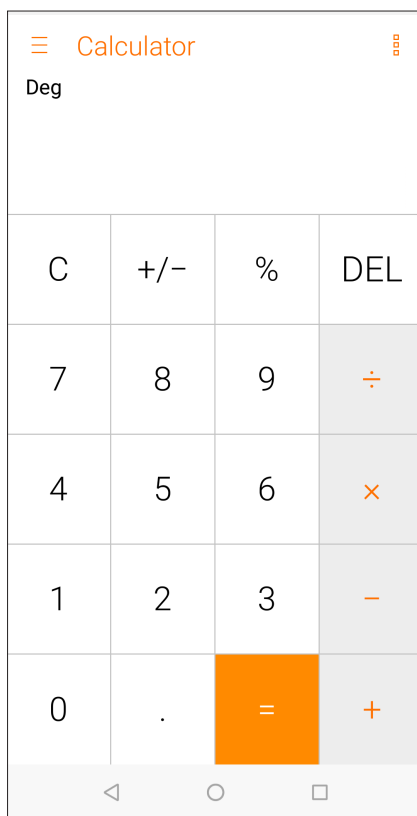 Calculator
Deg
C +/− % DEL
7 8 9 ÷
4 5 6 ×
1 2 3 −
0 . = +